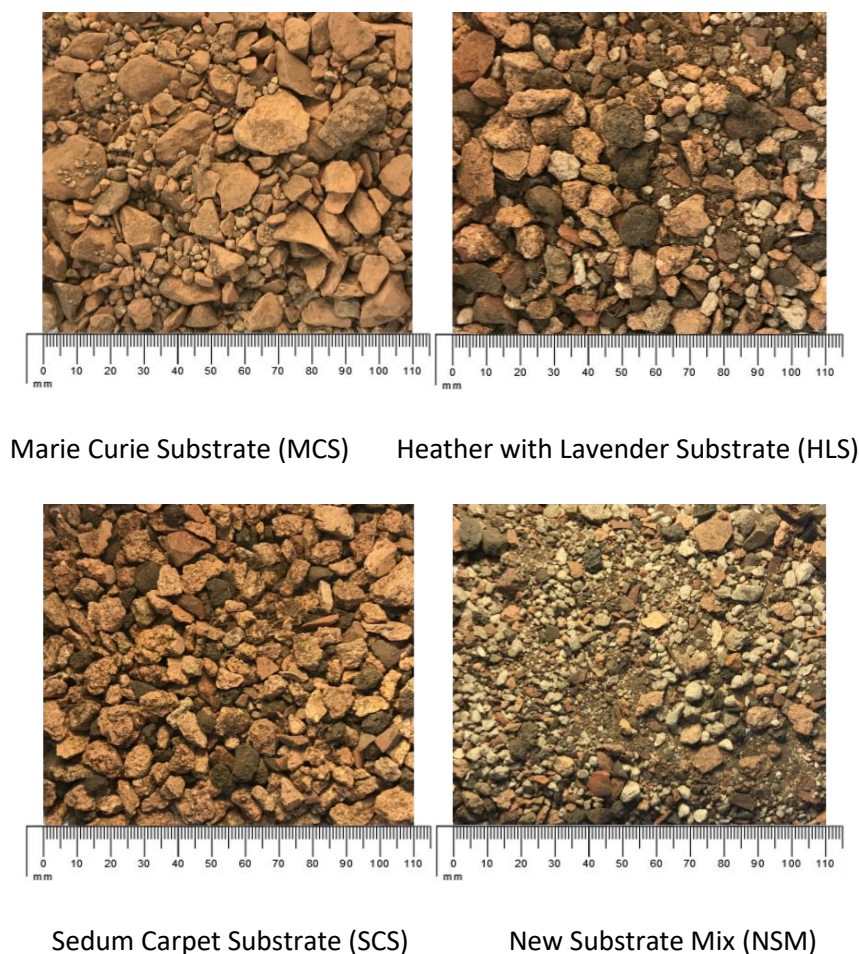 0 10 20 30 40 50 60 70 80 90 100 110
mm
0 10 20 30 40 50 60 70 80 90 100 110
mm
Marie Curie Substrate (MCS) Heather with Lavender Substrate (HLS)
0 10 20 30 40 50 60 70 80 90 100 110
mm
0 10 20 30 40 50 60 70 80 90 100 110
mm
Sedum Carpet Substrate (SCS) New Substrate Mix (NSM)